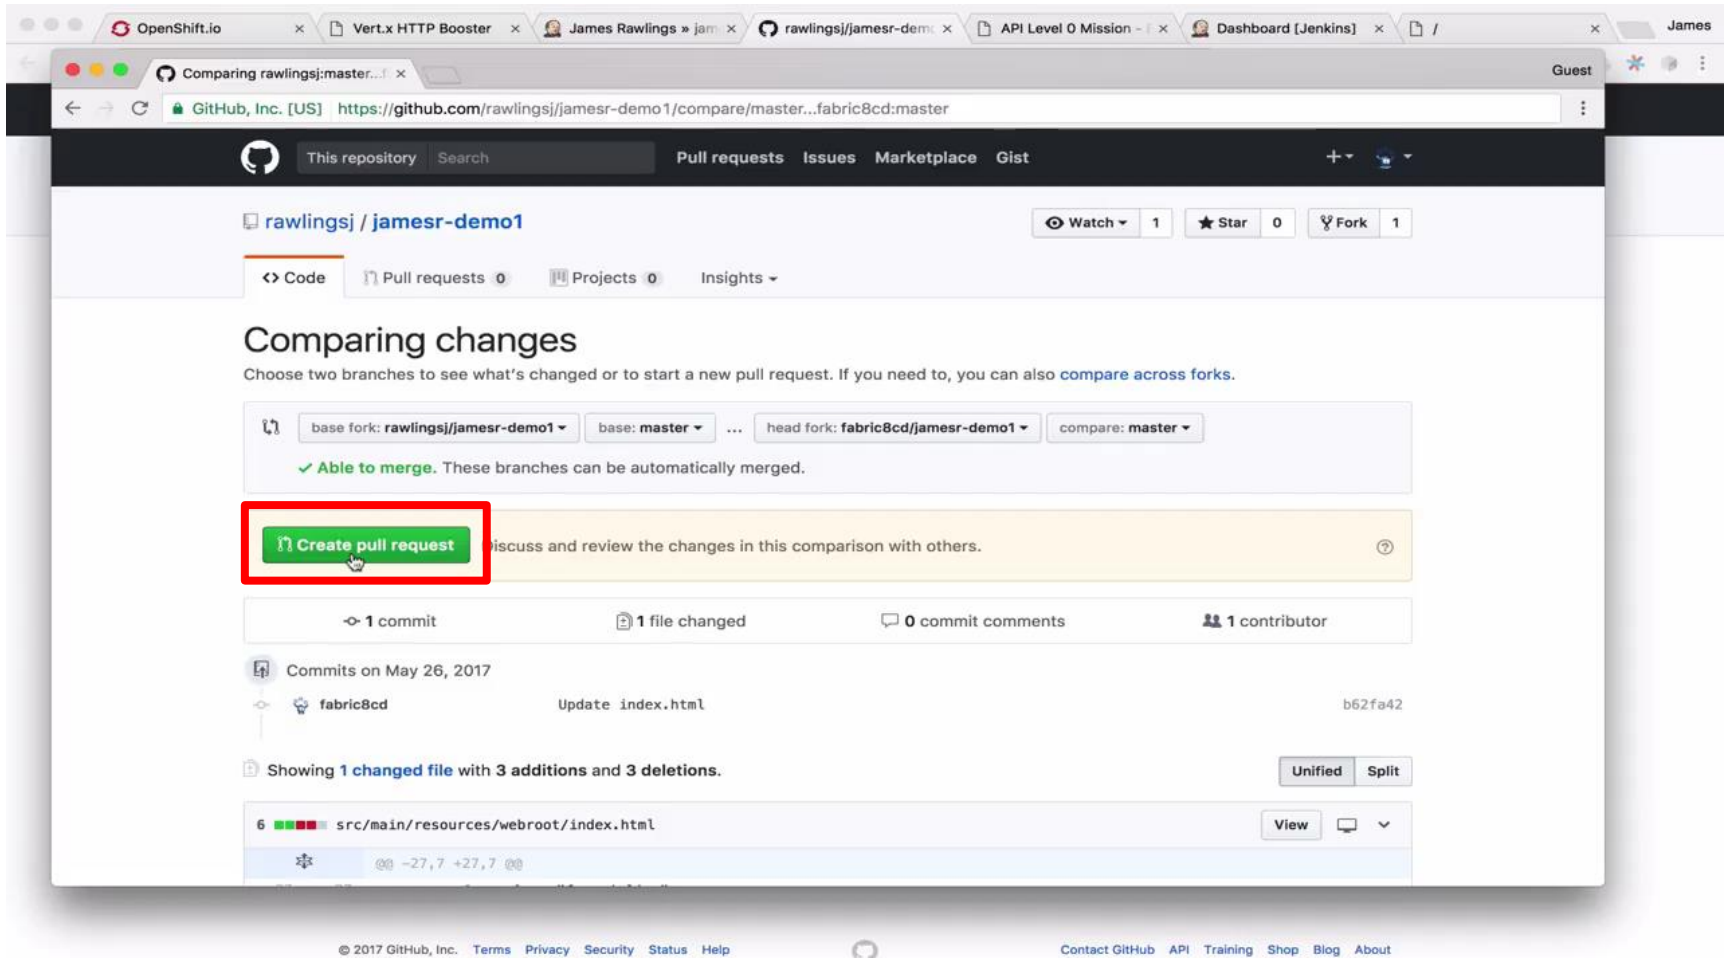 OpenShift.io
Vert.x HTTP Booster
James Rawlings » jam
rawlingsj/jamesr-dem
API Level 0 Mission -
Dashboard [Jenkins]
/
James
Comparing rawlingsj:master...f
Guest
GitHub, Inc. [US] https://github.com/rawlingsj/jamesr-demo1/compare/master...fabric8cd:master
This repository Search
Pull requests Issues Marketplace Gist
rawlingsj / jamesr-demo1
Watch 1 Star 0 Fork 1
<> Code Pull requests 0 Projects 0 Insights
Comparing changes
Choose two branches to see what's changed or to start a new pull request. If you need to, you can also compare across forks.
base fork: rawlingsj/jamesr-demo1 base: master ... head fork: fabric8cd/jamesr-demo1 compare: master
✓ Able to merge. These branches can be automatically merged.
Create pull request iscuss and review the changes in this comparison with others.
1 commit 1 file changed 0 commit comments 1 contributor
Commits on May 26, 2017
fabric8cd Update index.html b62fa42
Showing 1 changed file with 3 additions and 3 deletions.
Unified Split
6 src/main/resources/webroot/index.html View
@@ -27,7 +27,7 @@
© 2017 GitHub, Inc. Terms Privacy Security Status Help
Contact GitHub API Training Shop Blog About